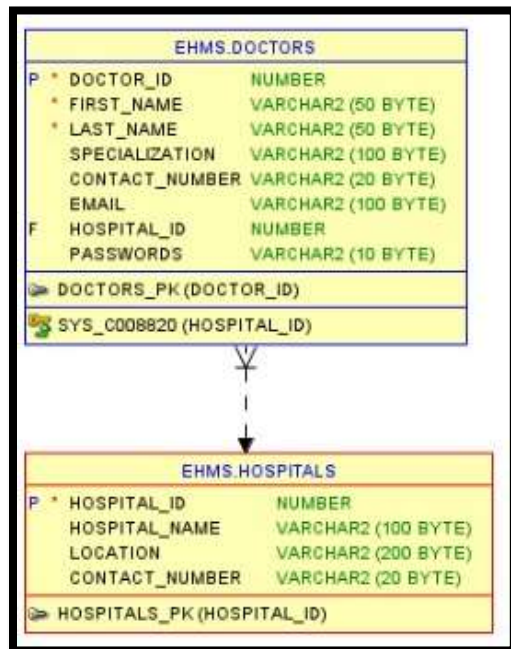 EHMS.DOCTORS
P * DOCTOR_ID NUMBER
* FIRST_NAME VARCHAR2 (50 BYTE)
* LAST_NAME VARCHAR2 (50 BYTE)
SPECIALIZATION VARCHAR2 (100 BYTE)
CONTACT_NUMBER VARCHAR2 (20 BYTE)
EMAIL VARCHAR2 (100 BYTE)
F HOSPITAL_ID NUMBER
PASSWORDS VARCHAR2 (10 BYTE)
DOCTORS_PK (DOCTOR_ID)
SYS_C008820 (HOSPITAL_ID)
EHMS.HOSPITALS
P * HOSPITAL_ID NUMBER
HOSPITAL_NAME VARCHAR2 (100 BYTE)
LOCATION VARCHAR2 (200 BYTE)
CONTACT_NUMBER VARCHAR2 (20 BYTE)
HOSPITALS_PK (HOSPITAL_ID)